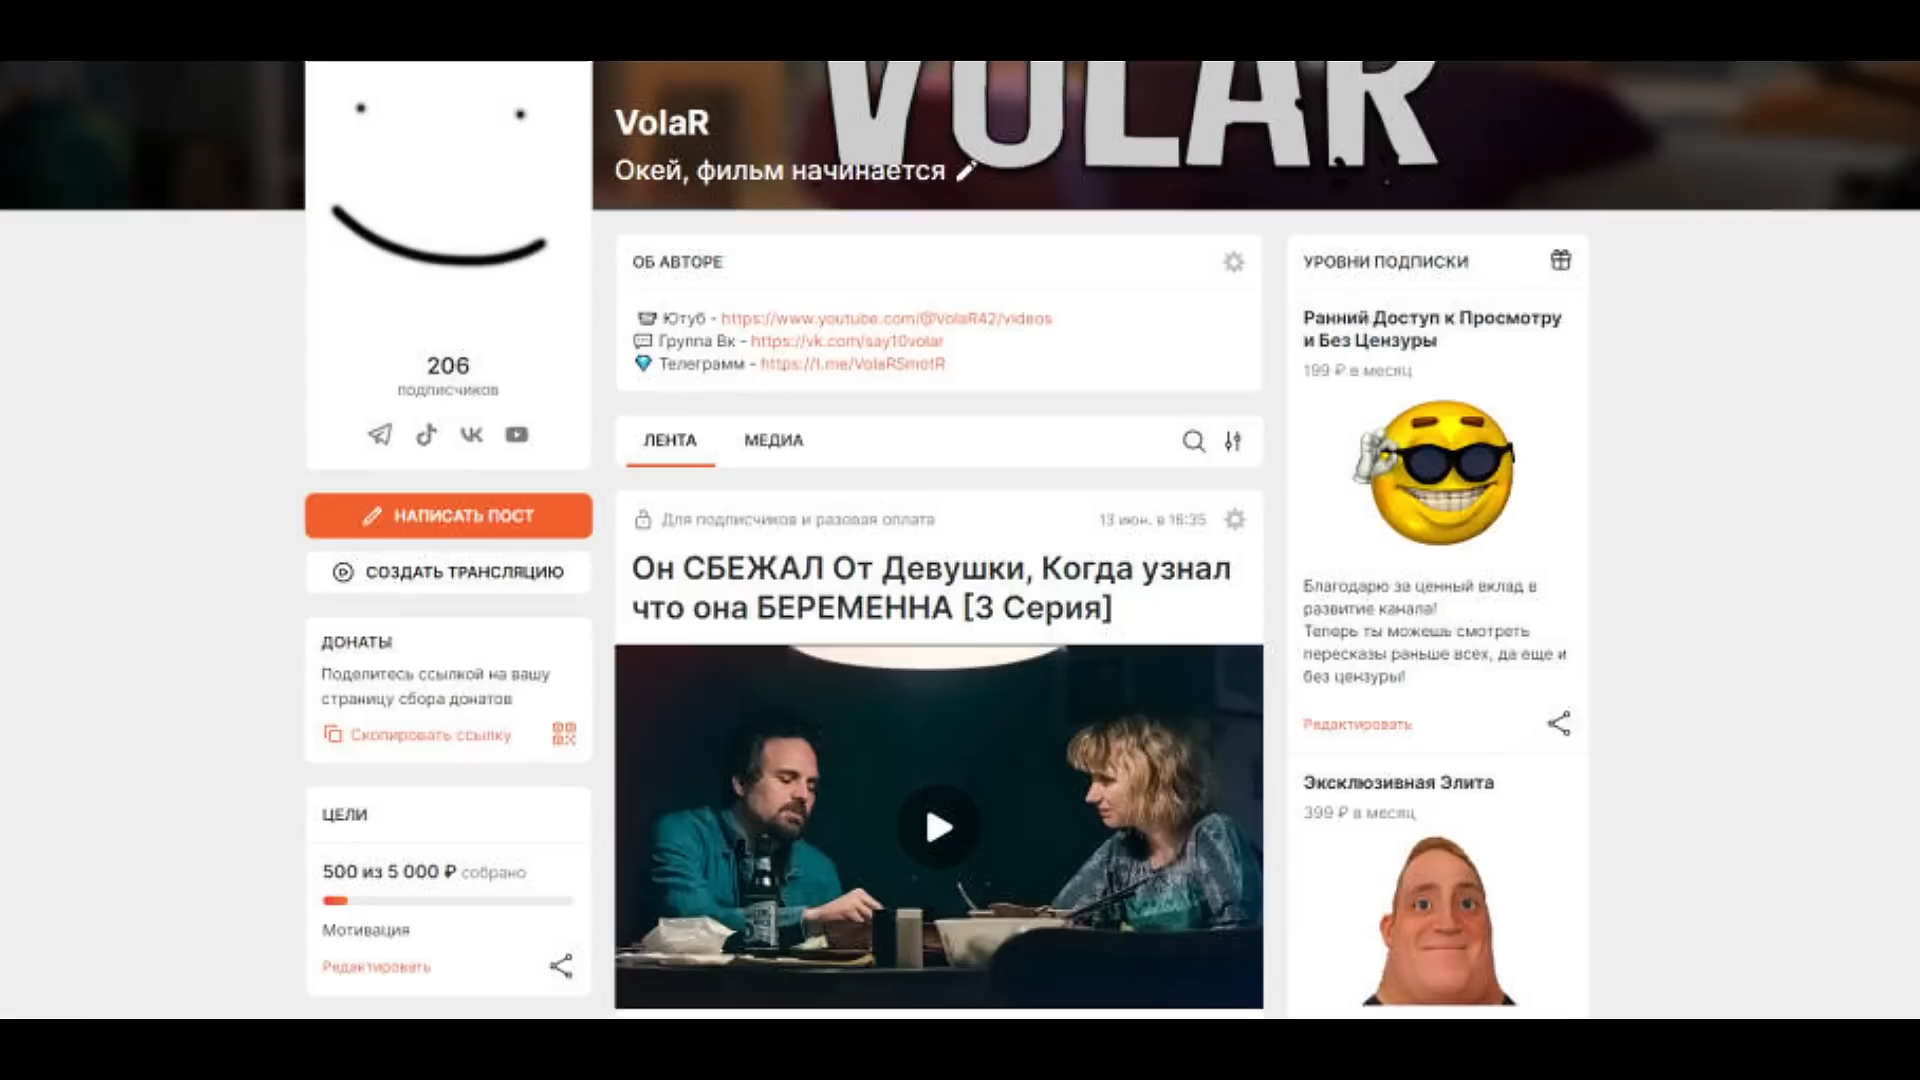 VOLAR
VolaR
Окей, фильм начинается
206
подписчиков
НАПИСАТЬ ПОСТ
СОЗДАТЬ ТРАНСЛЯЦИЮ
ДОНАТЫ
Поделитесь ссылкой на вашу
страницу сбора донатов
Скопировать ссылку
ЦЕЛИ
500 из 5 000 ₽ собрано
Мотивация
Редактировать
ОБ АВТОРЕ
Ютуб - https://www.youtube.com/@VolaR42/videos
Группа Вк - https://vk.com/say10volar
Телеграмм - https://t.me/VolaRSmotR
ЛЕНТА МЕДИА
Для подписчиков и разовая оплата 13 июн. в 16:35
Он СБЕЖАЛ От Девушки, Когда узнал
что она БЕРЕМЕННА [3 Серия]
УРОВНИ ПОДПИСКИ
Ранний Доступ к Просмотру
и Без Цензуры
199 ₽ в месяц
Благодарю за ценный вклад в
развитие канала!
Теперь ты можешь смотреть
пересказы раньше всех, да еще и
без цензуры!
Редактировать
Эксклюзивная Элита
399 ₽ в месяц